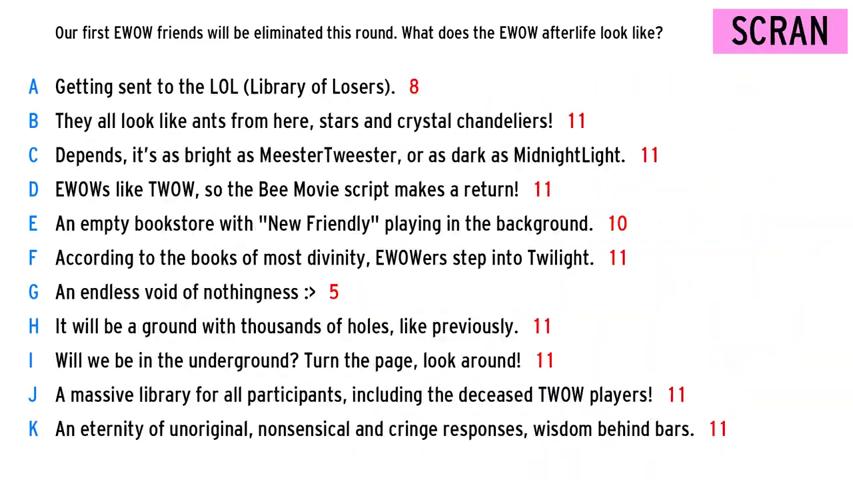 Our first EWOW friends will be eliminated this round. What does the EWOW afterlife look like?
SCRAN
A Getting sent to the LOL (Library of Losers). 8
B They all look like ants from here, stars and crystal chandeliers! 11
C Depends, it's as bright as MeesterTweester, or as dark as MidnightLight. 11
D EWOWs like TWOW, so the Bee Movie script makes a return! 11
E An empty bookstore with "New Friendly" playing in the background. 10
F According to the books of most divinity, EWOWers step into Twilight. 11
G An endless void of nothingness :> 5
H It will be a ground with thousands of holes, like previously. 11
I Will we be in the underground? Turn the page, look around! 11
J A massive library for all participants, including the deceased TWOW players! 11
K An eternity of unoriginal, nonsensical and cringe responses, wisdom behind bars. 11